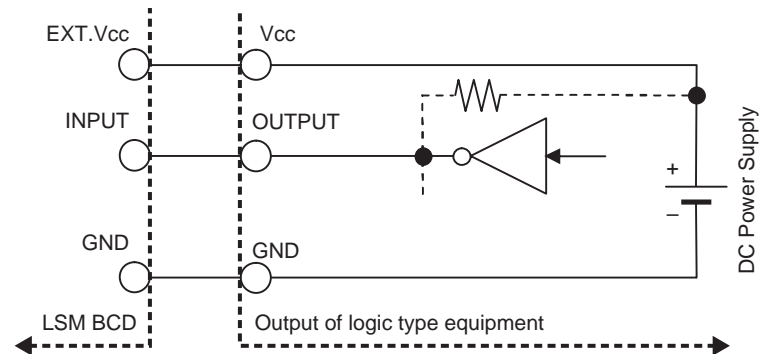 EXT.Vcc
Vcc
INPUT
OUTPUT
+
–
DC Power Supply
GND
GND
LSM BCD
Output of logic type equipment